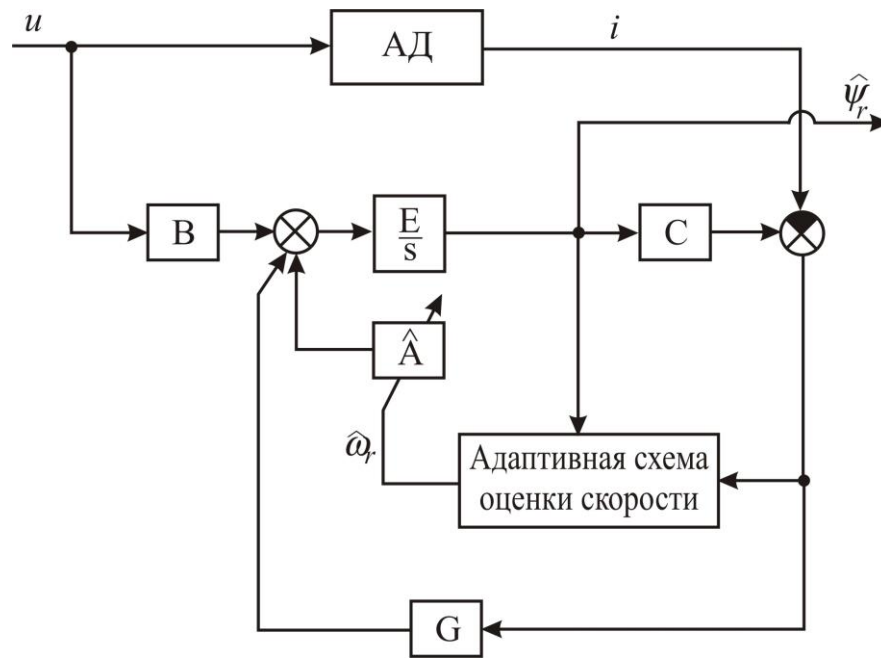 u
АД
i
ψ̂r
B
E
s
C
Â
ω̂r
Адаптивная схема
оценки скорости
G